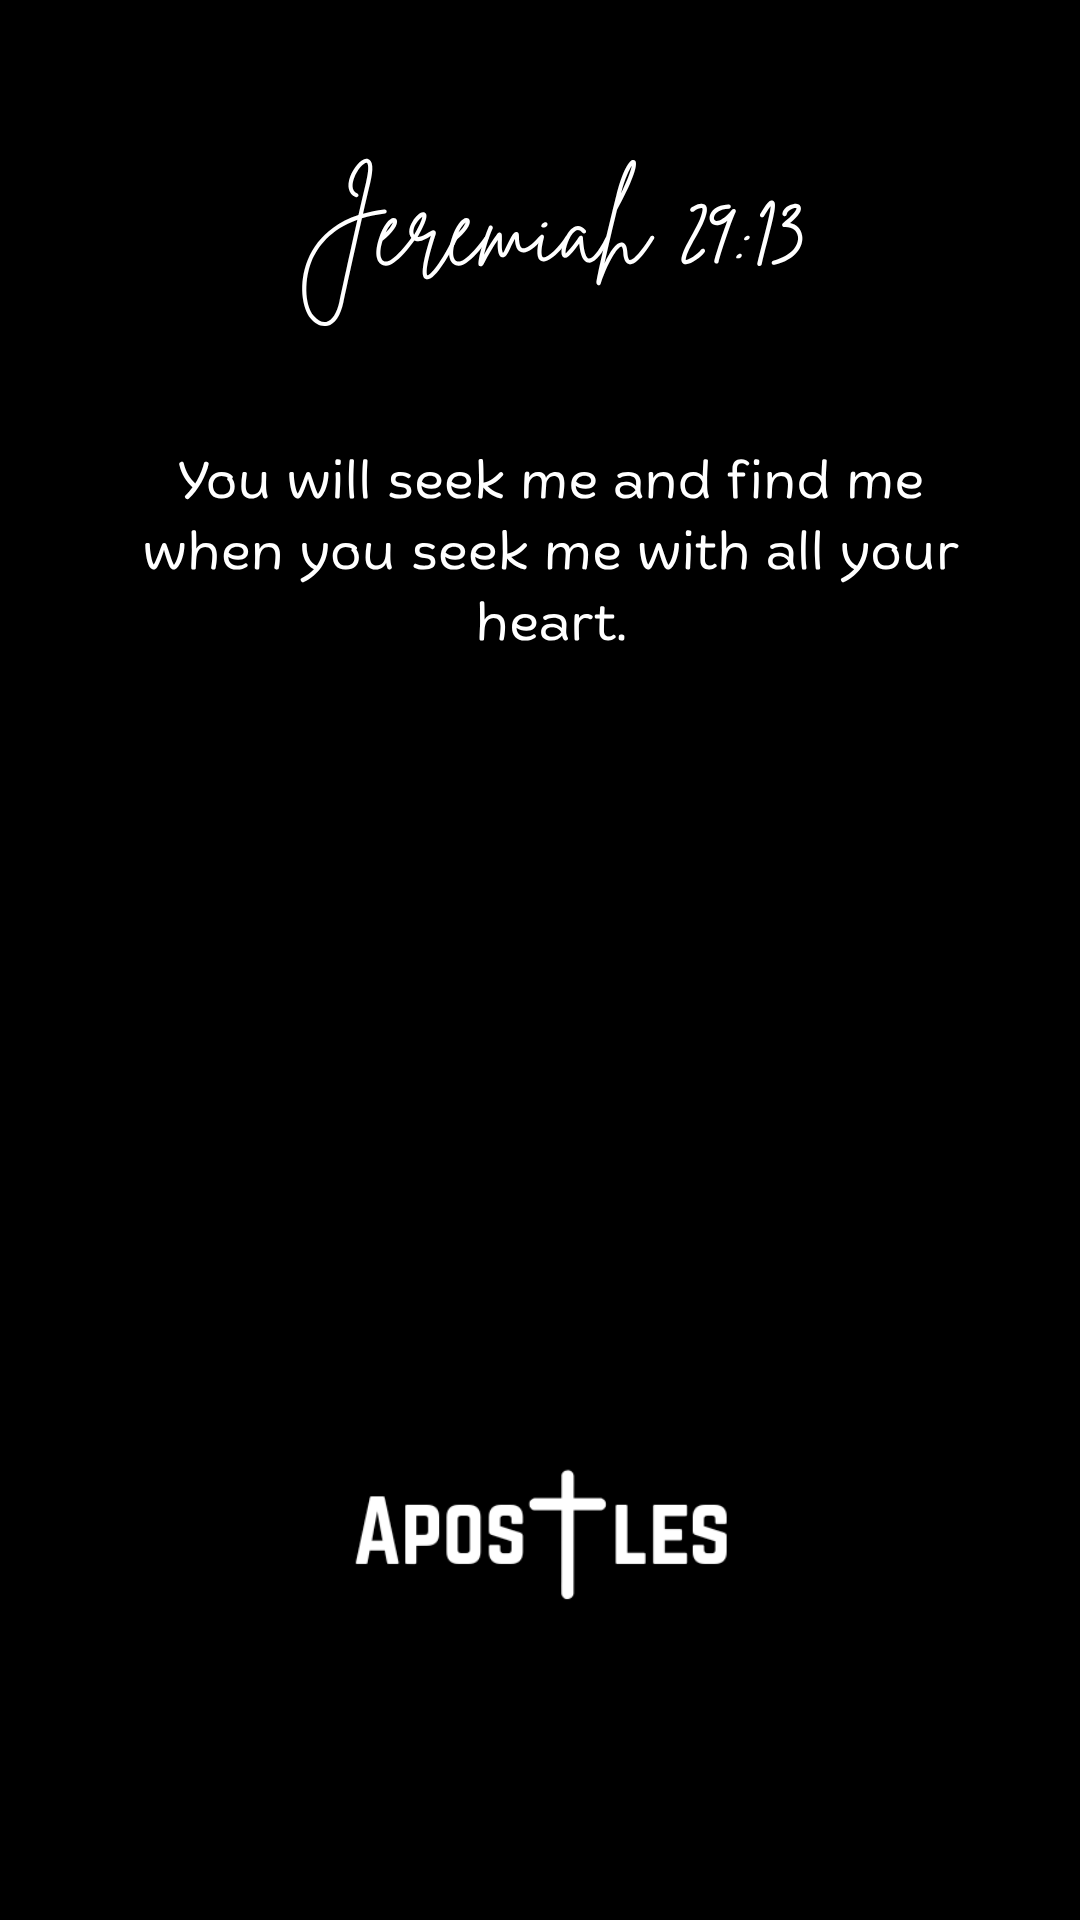 Jeremiah 29:13
You will seek me and find me
when you seek me with all your
heart.
APOSTLES